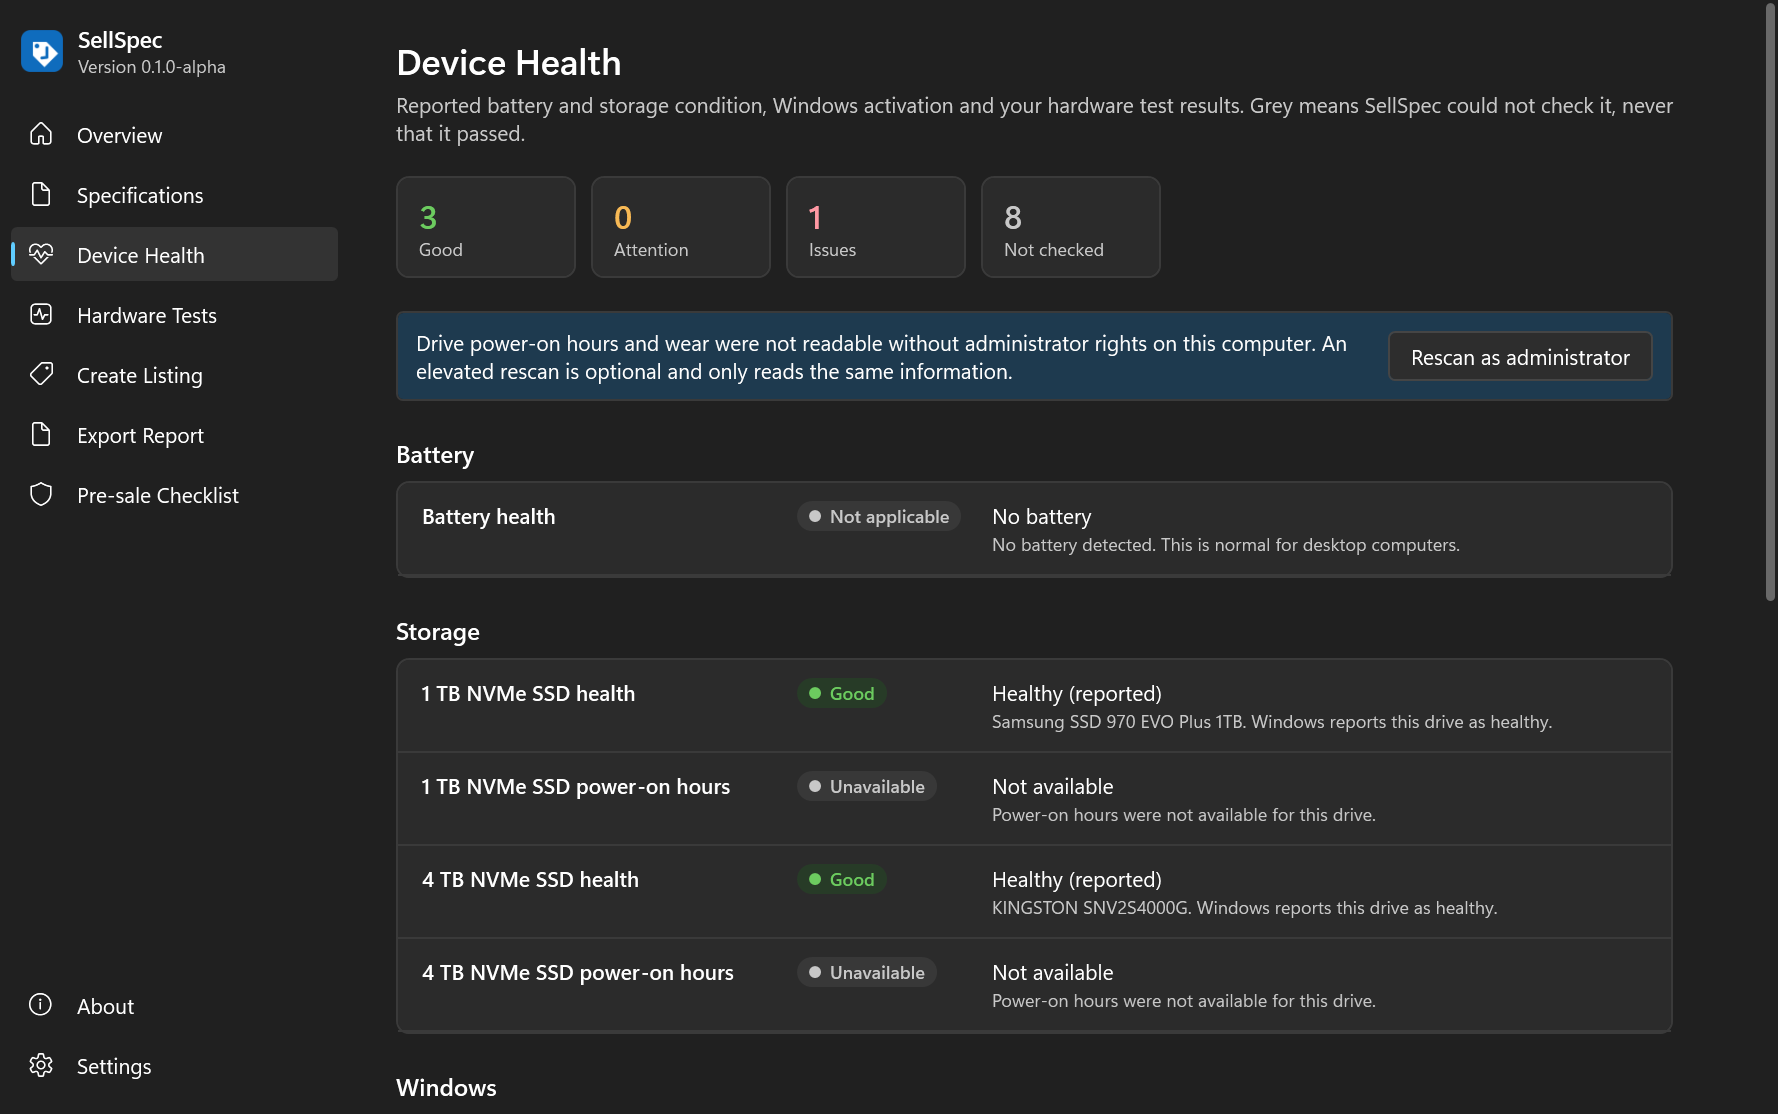 SellSpec
Version 0.1.0-alpha
Overview
Specifications
Device Health
Hardware Tests
Create Listing
Export Report
Pre-sale Checklist
About
Settings
Device Health
Reported battery and storage condition, Windows activation and your hardware test results. Grey means SellSpec could not check it, never
that it passed.
3
Good
0
Attention
1
Issues
8
Not checked
Drive power-on hours and wear were not readable without administrator rights on this computer. An
elevated rescan is optional and only reads the same information.
Rescan as administrator
Battery
Battery health
Not applicable
No battery
No battery detected. This is normal for desktop computers.
Storage
1 TB NVMe SSD health
Good
Healthy (reported)
Samsung SSD 970 EVO Plus 1TB. Windows reports this drive as healthy.
1 TB NVMe SSD power-on hours
Unavailable
Not available
Power-on hours were not available for this drive.
4 TB NVMe SSD health
Good
Healthy (reported)
KINGSTON SNV2S4000G. Windows reports this drive as healthy.
4 TB NVMe SSD power-on hours
Unavailable
Not available
Power-on hours were not available for this drive.
Windows